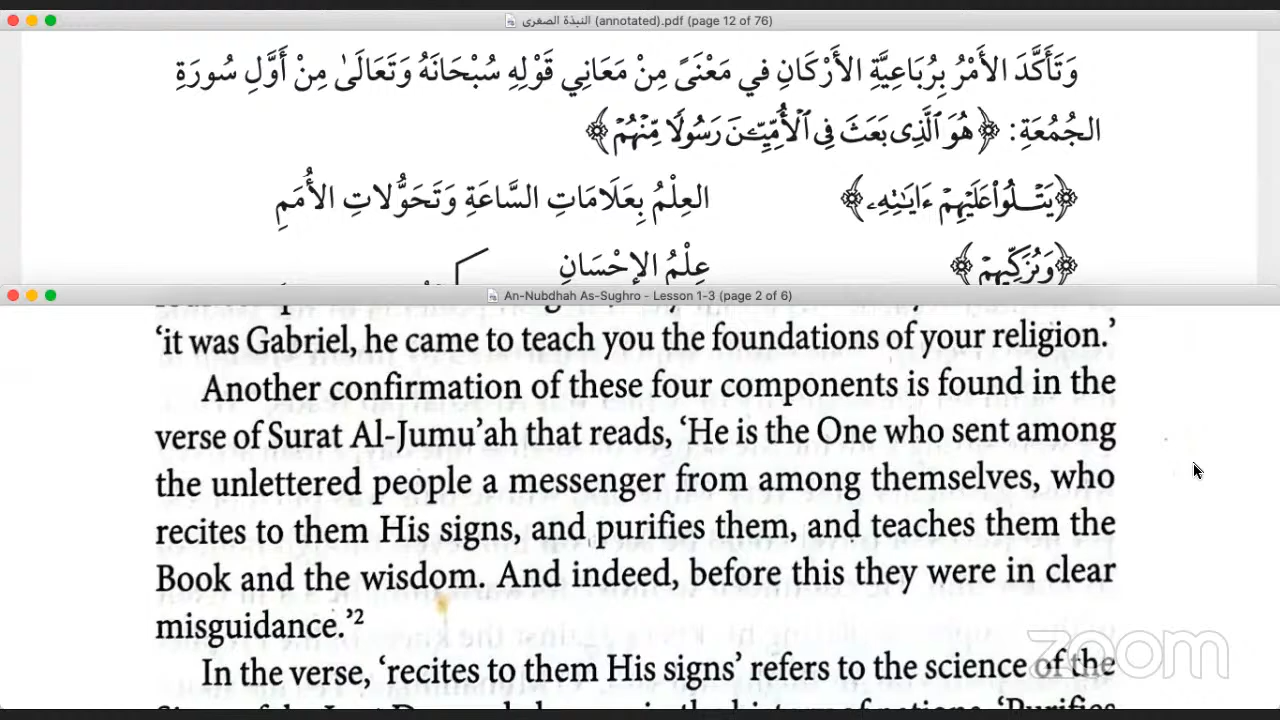 النبذة الصغرى (annotated).pdf (page 12 of 76)
وَتَأَكَّدَ الأَمْرُ بِرُبَاعِيَّةِ الأَرْكَانِ في مَعْنَىً مِنْ مَعَانِي قَوْلِهِ سُبْحَانَهُ وَتَعَالَىٰ مِنْ أَوَّلِ سُورَةِ
الجُمُعَةِ: ﴿هُوَ ٱلَّذِى بَعَثَ فِى ٱلْأُمِّيِّـۧنَ رَسُولًا مِّنْهُمْ﴾
﴿يَتْلُوا۟ عَلَيْهِمْ ءَايَـٰتِهِۦ﴾ العِلْمُ بِعَلَامَاتِ السَّاعَةِ وَتَحَوُّلاتِ الأُمَمِ
﴿وَيُزَكِّيهِمْ﴾ عِلْمُ الإِحْسَانِ
An-Nubdhah As-Sughro - Lesson 1-3 (page 2 of 6)
‘it was Gabriel, he came to teach you the foundations of your religion.’
Another confirmation of these four components is found in the
verse of Surat Al-Jumu’ah that reads, ‘He is the One who sent among
the unlettered people a messenger from among themselves, who
recites to them His signs, and purifies them, and teaches them the
Book and the wisdom. And indeed, before this they were in clear
misguidance.’²
In the verse, ‘recites to them His signs’ refers to the science of the
zoom